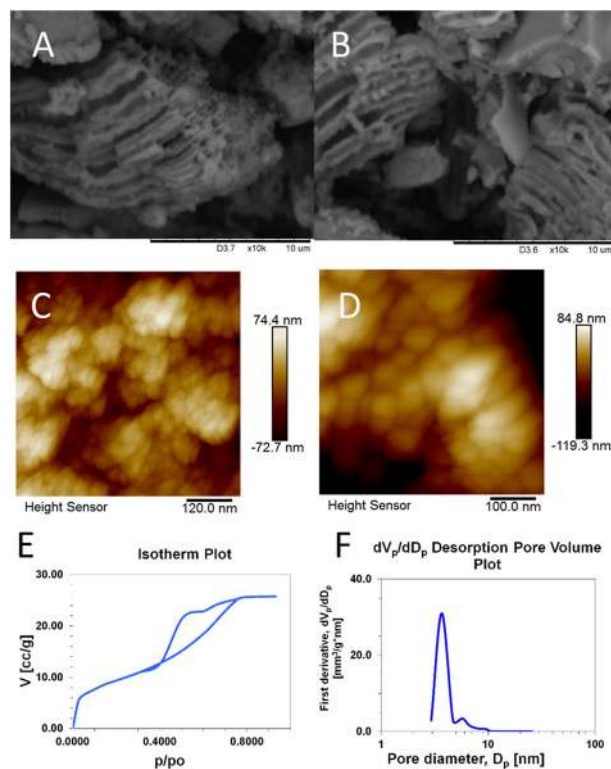 A
B
D3.7 x10k 10 um
D3.6 x10k 10 um
C
74.4 nm
-72.7 nm
Height Sensor
120.0 nm
D
84.8 nm
-119.3 nm
Height Sensor
100.0 nm
E
Isotherm Plot
30.00
20.00
10.00
0.00
V [cc/g]
0.0000 0.4000 0.8000
p/po
F
dVp/dDp Desorption Pore Volume
Plot
40.0
20.0
0.0
First derivative, dVp/dDp
[mm³/g*nm]
1 10 100
Pore diameter, Dp [nm]